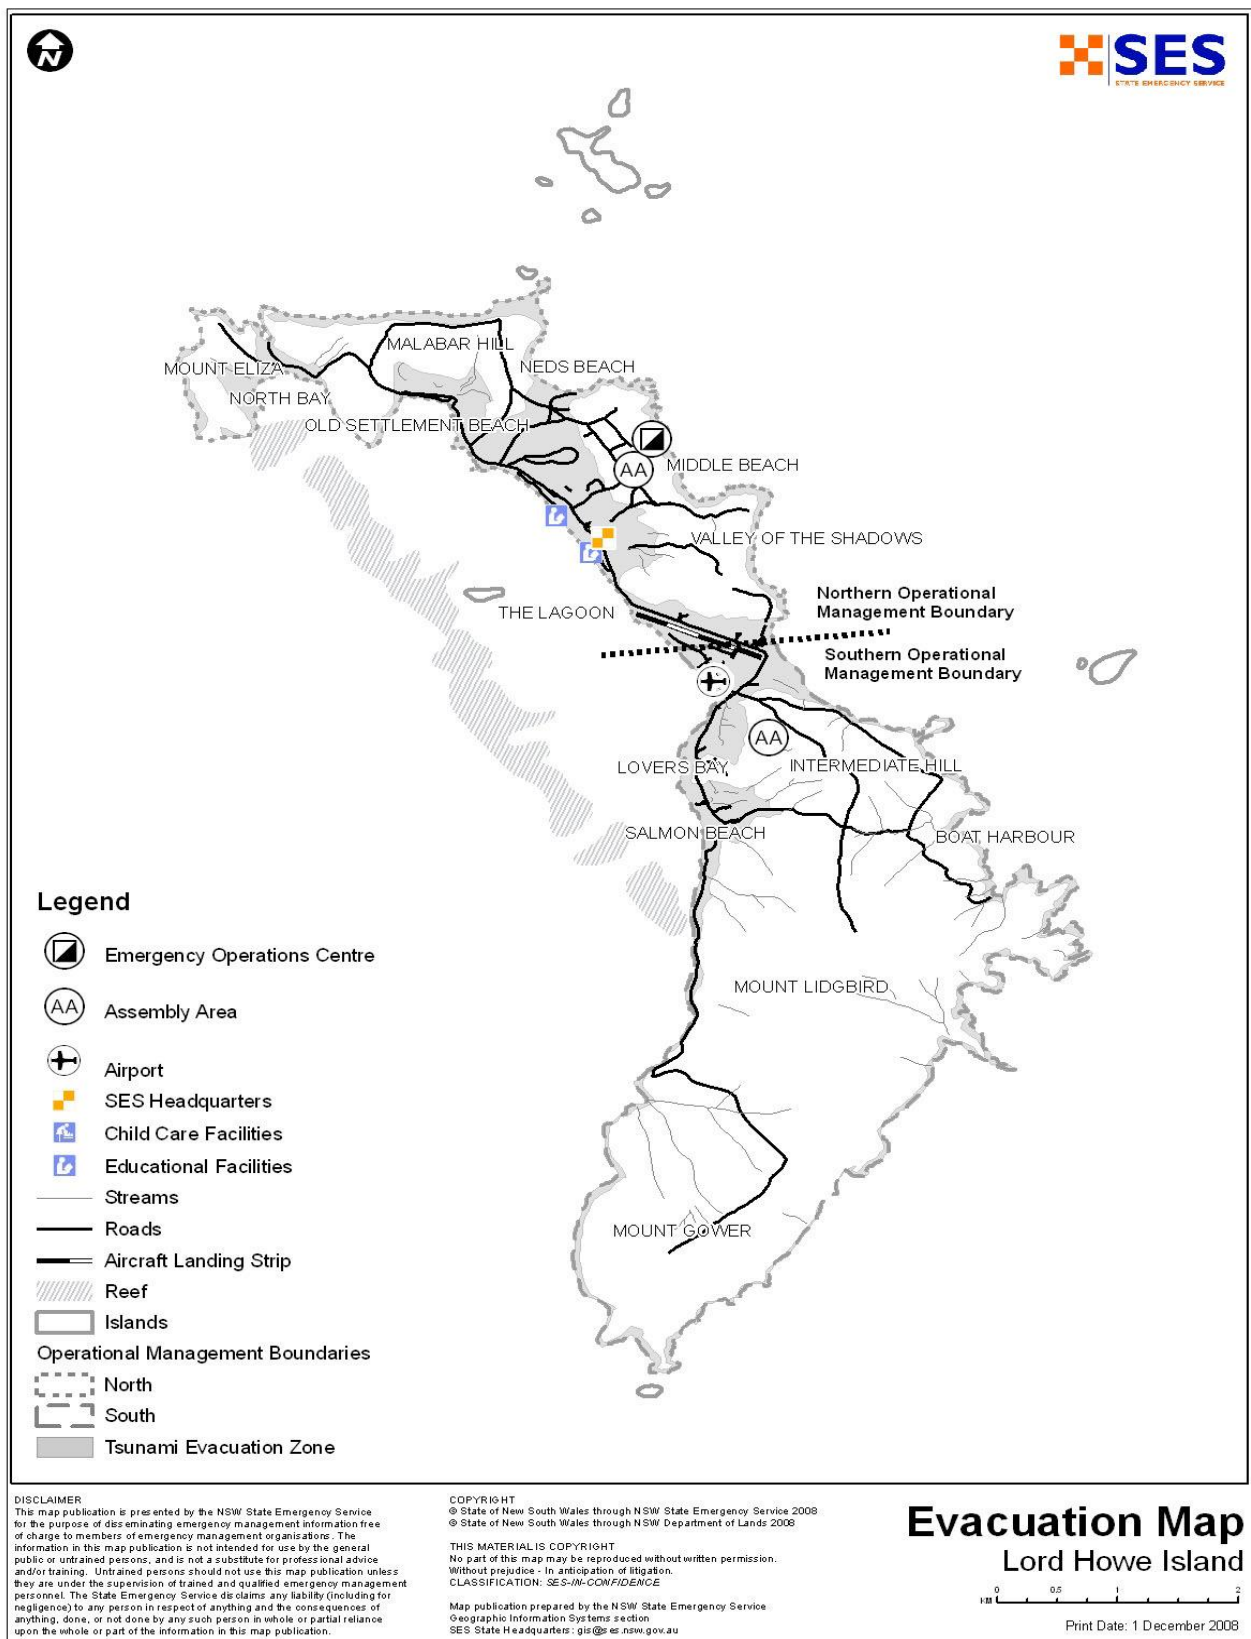 N
SES
STATE EMERGENCY SERVICE
MALABAR HILL
MOUNT ELIZA
NEDS BEACH
NORTH BAY
OLD SETTLEMENT BEACH
AA
MIDDLE BEACH
VALLEY OF THE SHADOWS
THE LAGOON
Northern Operational
Management Boundary
Southern Operational
Management Boundary
AA
LOVERS BAY
INTERMEDIATE HILL
SALMON BEACH
BOAT HARBOUR
MOUNT LIDGBIRD
MOUNT GOWER
Legend
Emergency Operations Centre
AA
Assembly Area
Airport
SES Headquarters
Child Care Facilities
Educational Facilities
Streams
Roads
Aircraft Landing Strip
Reef
Islands
Operational Management Boundaries
North
South
Tsunami Evacuation Zone
DISCLAIMER
This map publication is presented by the NSW State Emergency Service
for the purpose of disseminating emergency management information free
of charge to members of emergency management organisations. The
information in this map publication is not intended for use by the general
public or untrained persons, and is not a substitute for professional advice
and/or training. Untrained persons should not use this map publication unless
they are under the supervision of trained and qualified emergency management
personnel. The State Emergency Service disclaims any liability (including for
negligence) to any person in respect of anything and the consequences of
anything, done, or not done by any such person in whole or partial reliance
upon the whole or part of the information in this map publication.
COPYRIGHT
© State of New South Wales through NSW State Emergency Service 2008
© State of New South Wales through NSW Department of Lands 2008
THIS MATERIAL IS COPYRIGHT
No part of this map may be reproduced without written permission.
Without prejudice - In anticipation of litigation.
CLASSIFICATION: SES-IN-CONFIDENCE
Map publication prepared by the NSW State Emergency Service
Geographic Information Systems section
SES State Headquarters: gis@ses.nsw.gov.au
Evacuation Map
Lord Howe Island
0 0.5 1 2
KM
Print Date: 1 December 2008